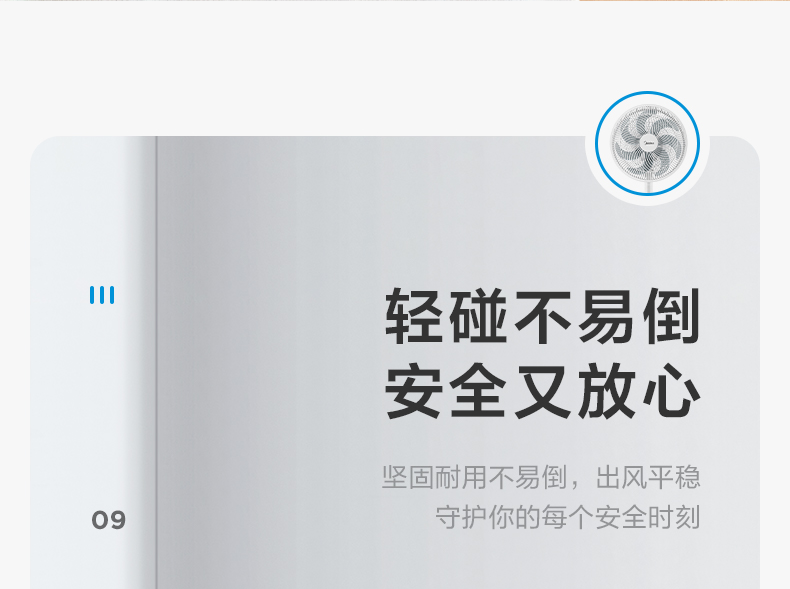 轻碰不易倒
安全又放心
坚固耐用不易倒，出风平稳
守护你的每个安全时刻
09